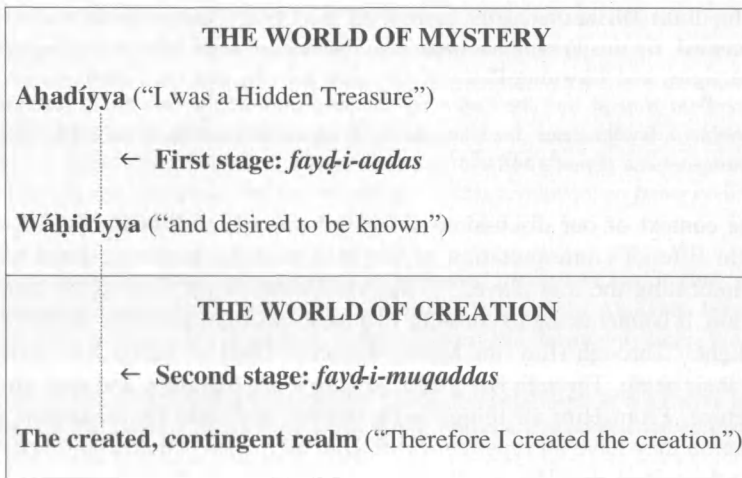 THE WORLD OF MYSTERY
Aḥadíyya (“I was a Hidden Treasure”)
← First stage: fayḍ-i-aqdas
Wáḥidíyya (“and desired to be known”)
THE WORLD OF CREATION
← Second stage: fayḍ-i-muqaddas
The created, contingent realm (“Therefore I created the creation”)